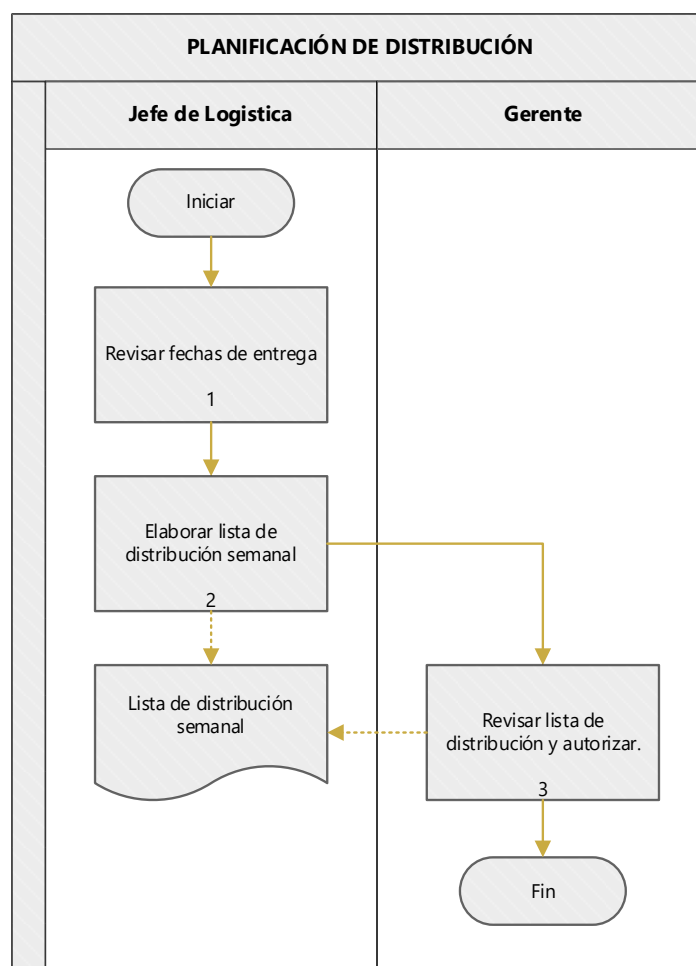 PLANIFICACIÓN DE DISTRIBUCIÓN
Jefe de Logistica
Gerente
Iniciar
Revisar fechas de entrega
1
Elaborar lista de
distribución semanal
2
Lista de distribución
semanal
Revisar lista de
distribución y autorizar.
3
Fin